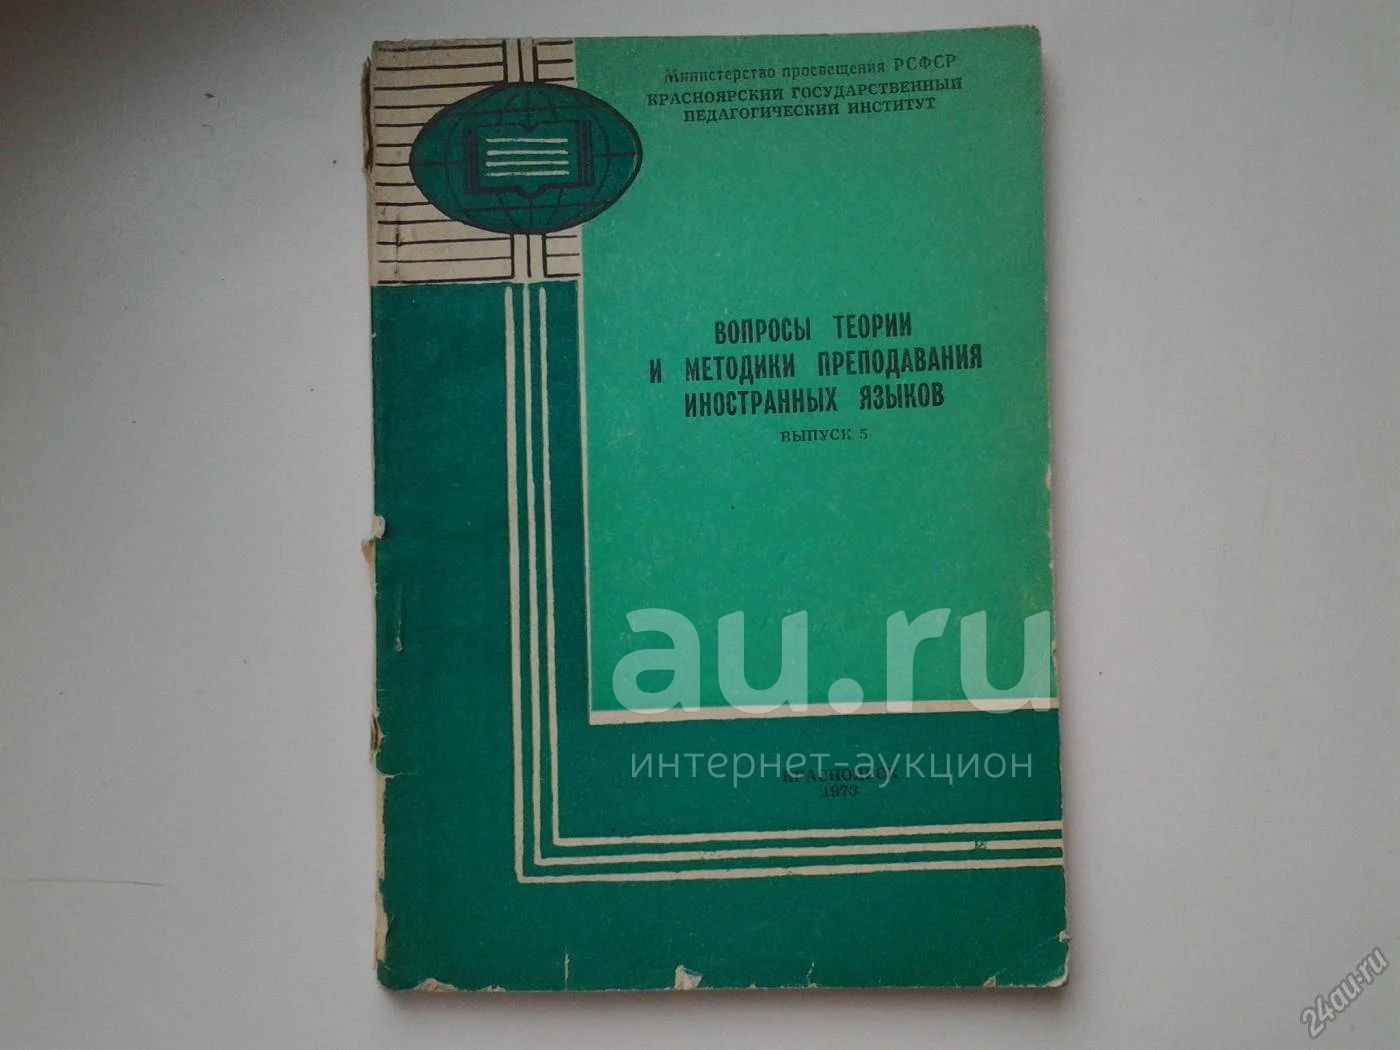 Министерство просвещения РСФСР
КРАСНОЯРСКИЙ ГОСУДАРСТВЕННЫЙ
ПЕДАГОГИЧЕСКИЙ ИНСТИТУТ
ВОПРОСЫ ТЕОРИИ
И МЕТОДИКИ ПРЕПОДАВАНИЯ
ИНОСТРАННЫХ ЯЗЫКОВ
ВЫПУСК 5
au.ru
интернет-аукцион
КРАСНОЯРСК
1973
24au.ru